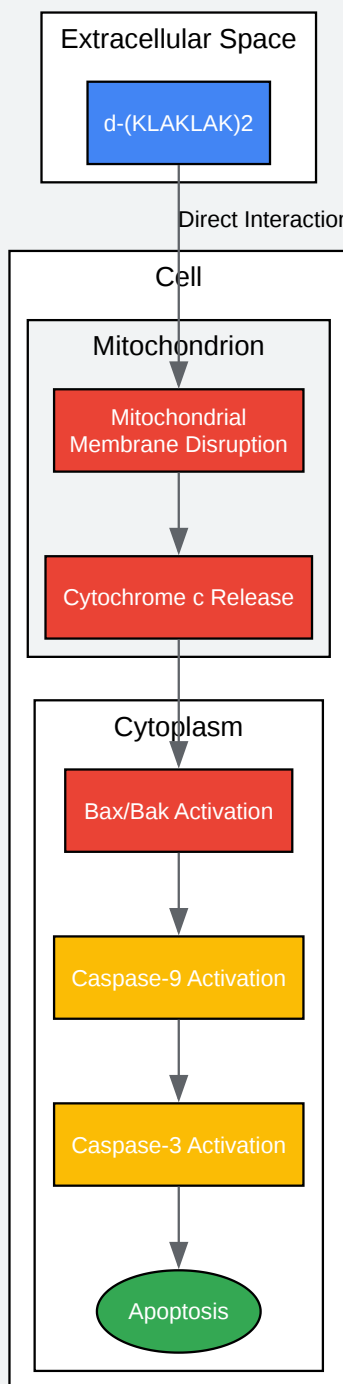 Extracellular Space
d-(KLAKLAK)2
Direct Interaction
Cell
Mitochondrion
Mitochondrial
Membrane Disruption
Cytochrome c Release
Cytoplasm
Bax/Bak Activation
Caspase-9 Activation
Caspase-3 Activation
Apoptosis